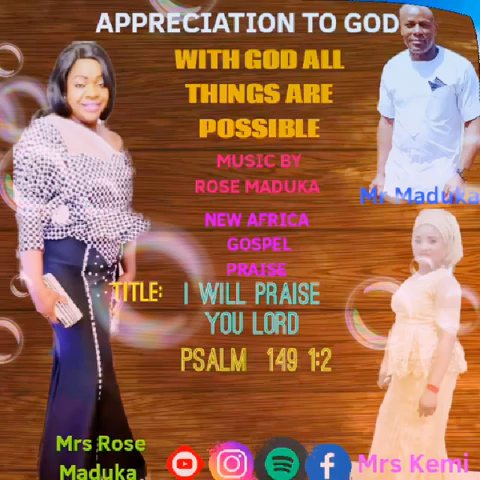 APPRECIATION TO GOD
WITH GOD ALL
THINGS ARE
POSSIBLE
MUSIC BY
ROSE MADUKA
Mr Maduka
NEW AFRICA
GOSPEL
PRAISE
TITLE: I WILL PRAISE
YOU LORD
PSALM 149 1:2
Mrs Rose
Maduka
Mrs Kemi